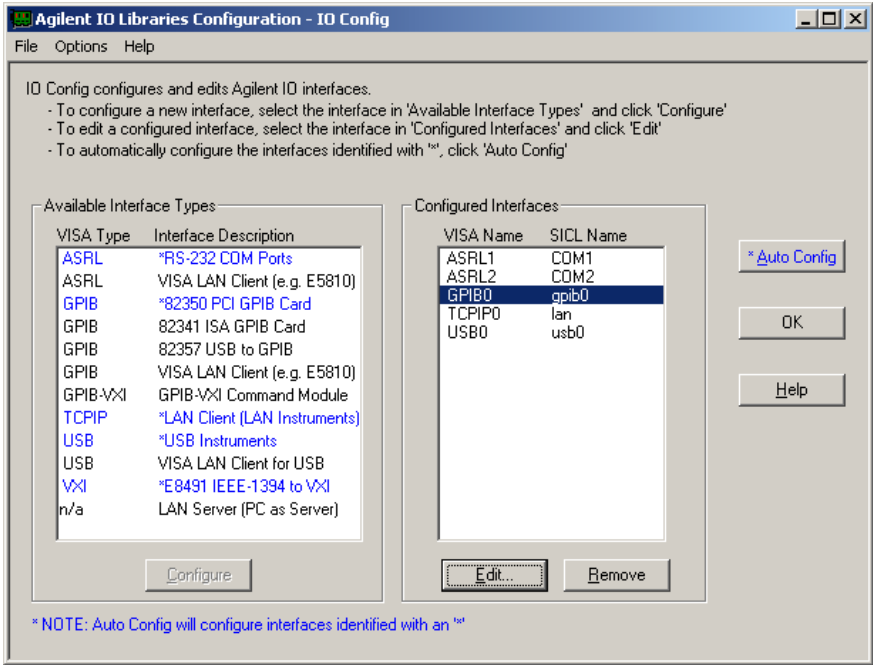 Agilent IO Libraries Configuration - IO Config
File Options Help
IO Config configures and edits Agilent IO interfaces.
- To configure a new interface, select the interface in 'Available Interface Types' and click 'Configure'
- To edit a configured interface, select the interface in 'Configured Interfaces' and click 'Edit'
- To automatically configure the interfaces identified with '*', click 'Auto Config'
Available Interface Types
VISA Type Interface Description
ASRL *RS-232 COM Ports
ASRL VISA LAN Client (e.g. E5810)
GPIB *82350 PCI GPIB Card
GPIB 82341 ISA GPIB Card
GPIB 82357 USB to GPIB
GPIB VISA LAN Client (e.g. E5810)
GPIB-VXI GPIB-VXI Command Module
TCPIP *LAN Client (LAN Instruments)
USB *USB Instruments
USB VISA LAN Client for USB
VXI *E8491 IEEE-1394 to VXI
n/a LAN Server (PC as Server)
Configure
Configured Interfaces
VISA Name SICL Name
ASRL1 COM1
ASRL2 COM2
GPIB0 gpib0
TCPIP0 lan
USB0 usb0
Edit... Remove
* Auto Config
OK
Help
* NOTE: Auto Config will configure interfaces identified with an '*'